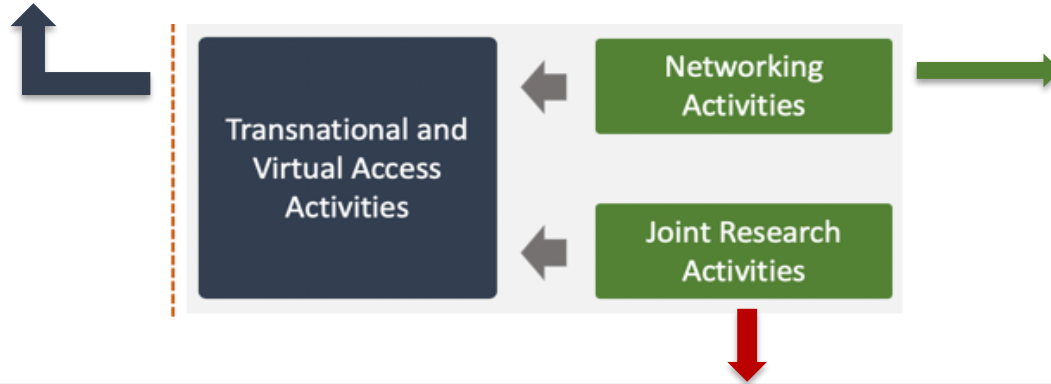 Transnational and
Virtual Access
Activities
Networking
Activities
Joint Research
Activities